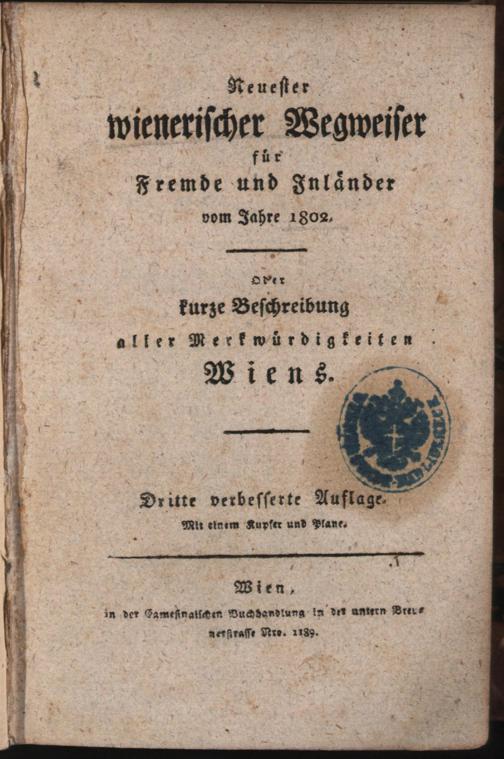 Neuester
wienerischer Wegweiser
für
Fremde und Inländer
vom Jahre 1802.
Oder
kurze Beschreibung
aller Merkwürdigkeiten
Wiens.
Dritte verbesserte Auflage.
Mit einem Kupfer und Plane.
Wien,
in der Camesinaischen Buchhandlung in der untern Breu-
nerstrasse Nro. 1189.